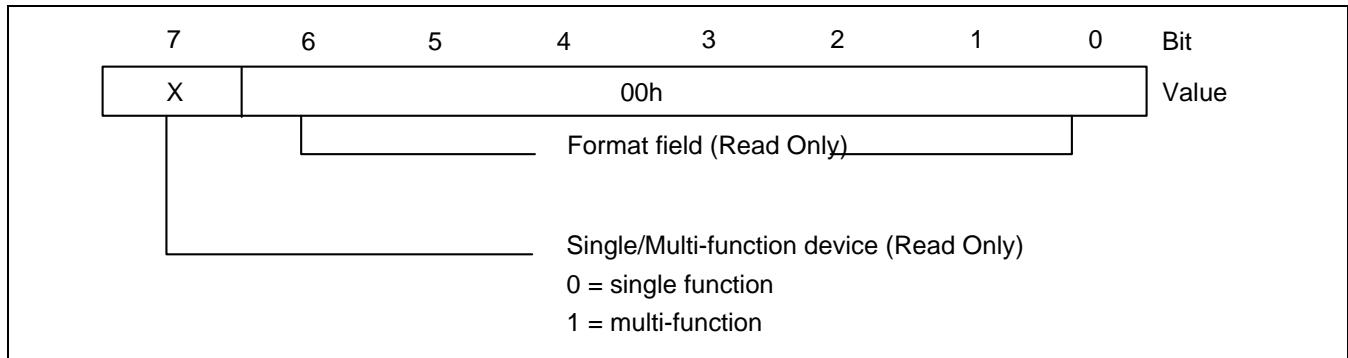 7 6 5 4 3 2 1 0 Bit
X 00h Value
Format field (Read Only)
Single/Multi-function device (Read Only)
0 = single function
1 = multi-function